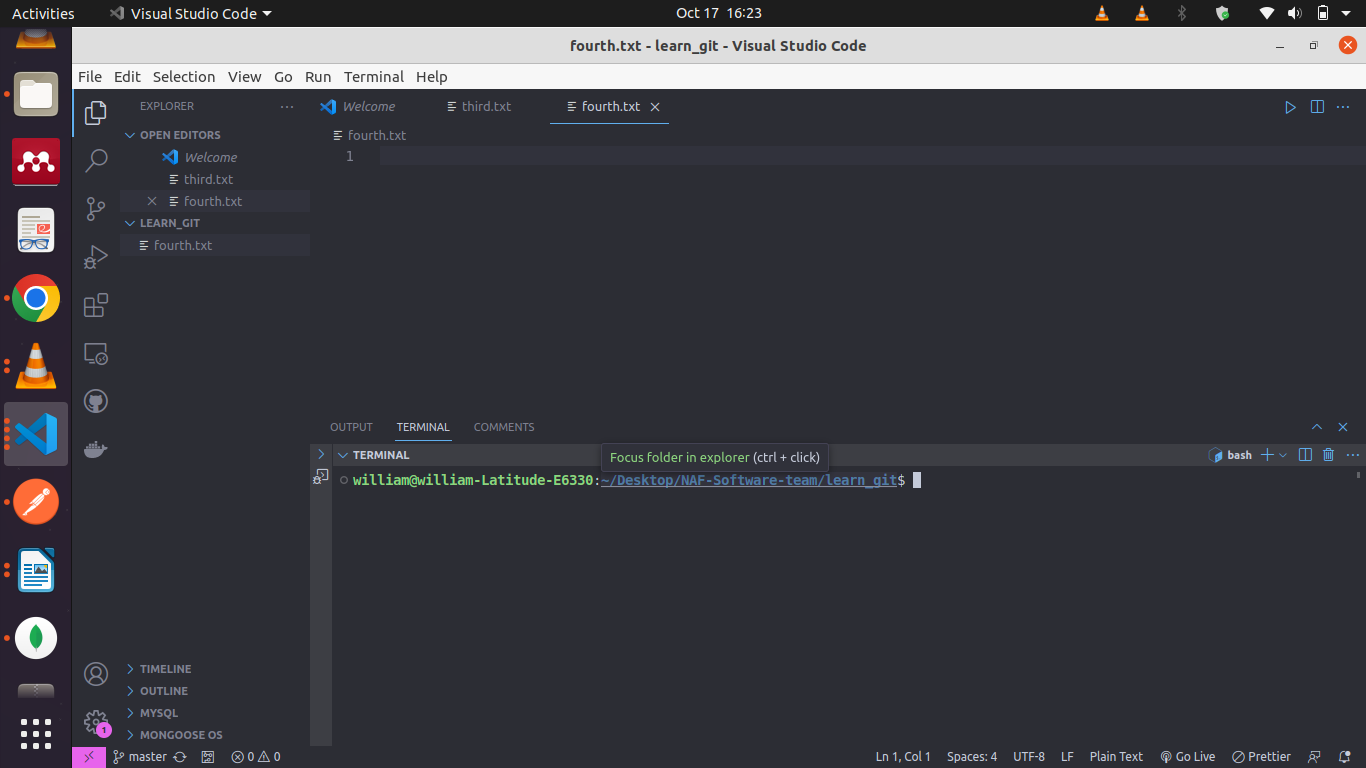 Activities
Visual Studio Code
Oct 17 16:23
fourth.txt - learn_git - Visual Studio Code
File Edit Selection View Go Run Terminal Help
EXPLORER
OPEN EDITORS
Welcome
third.txt
fourth.txt
LEARN_GIT
fourth.txt
TIMELINE
OUTLINE
MYSQL
MONGOOSE OS
1
Welcome
third.txt
fourth.txt
fourth.txt
1
OUTPUT TERMINAL COMMENTS
TERMINAL
Focus folder in explorer (ctrl + click)
bash
william@william-Latitude-E6330:~/Desktop/NAF-Software-team/learn_git$
master
0 0
Ln 1, Col 1
Spaces: 4
UTF-8
LF
Plain Text
Go Live
Prettier